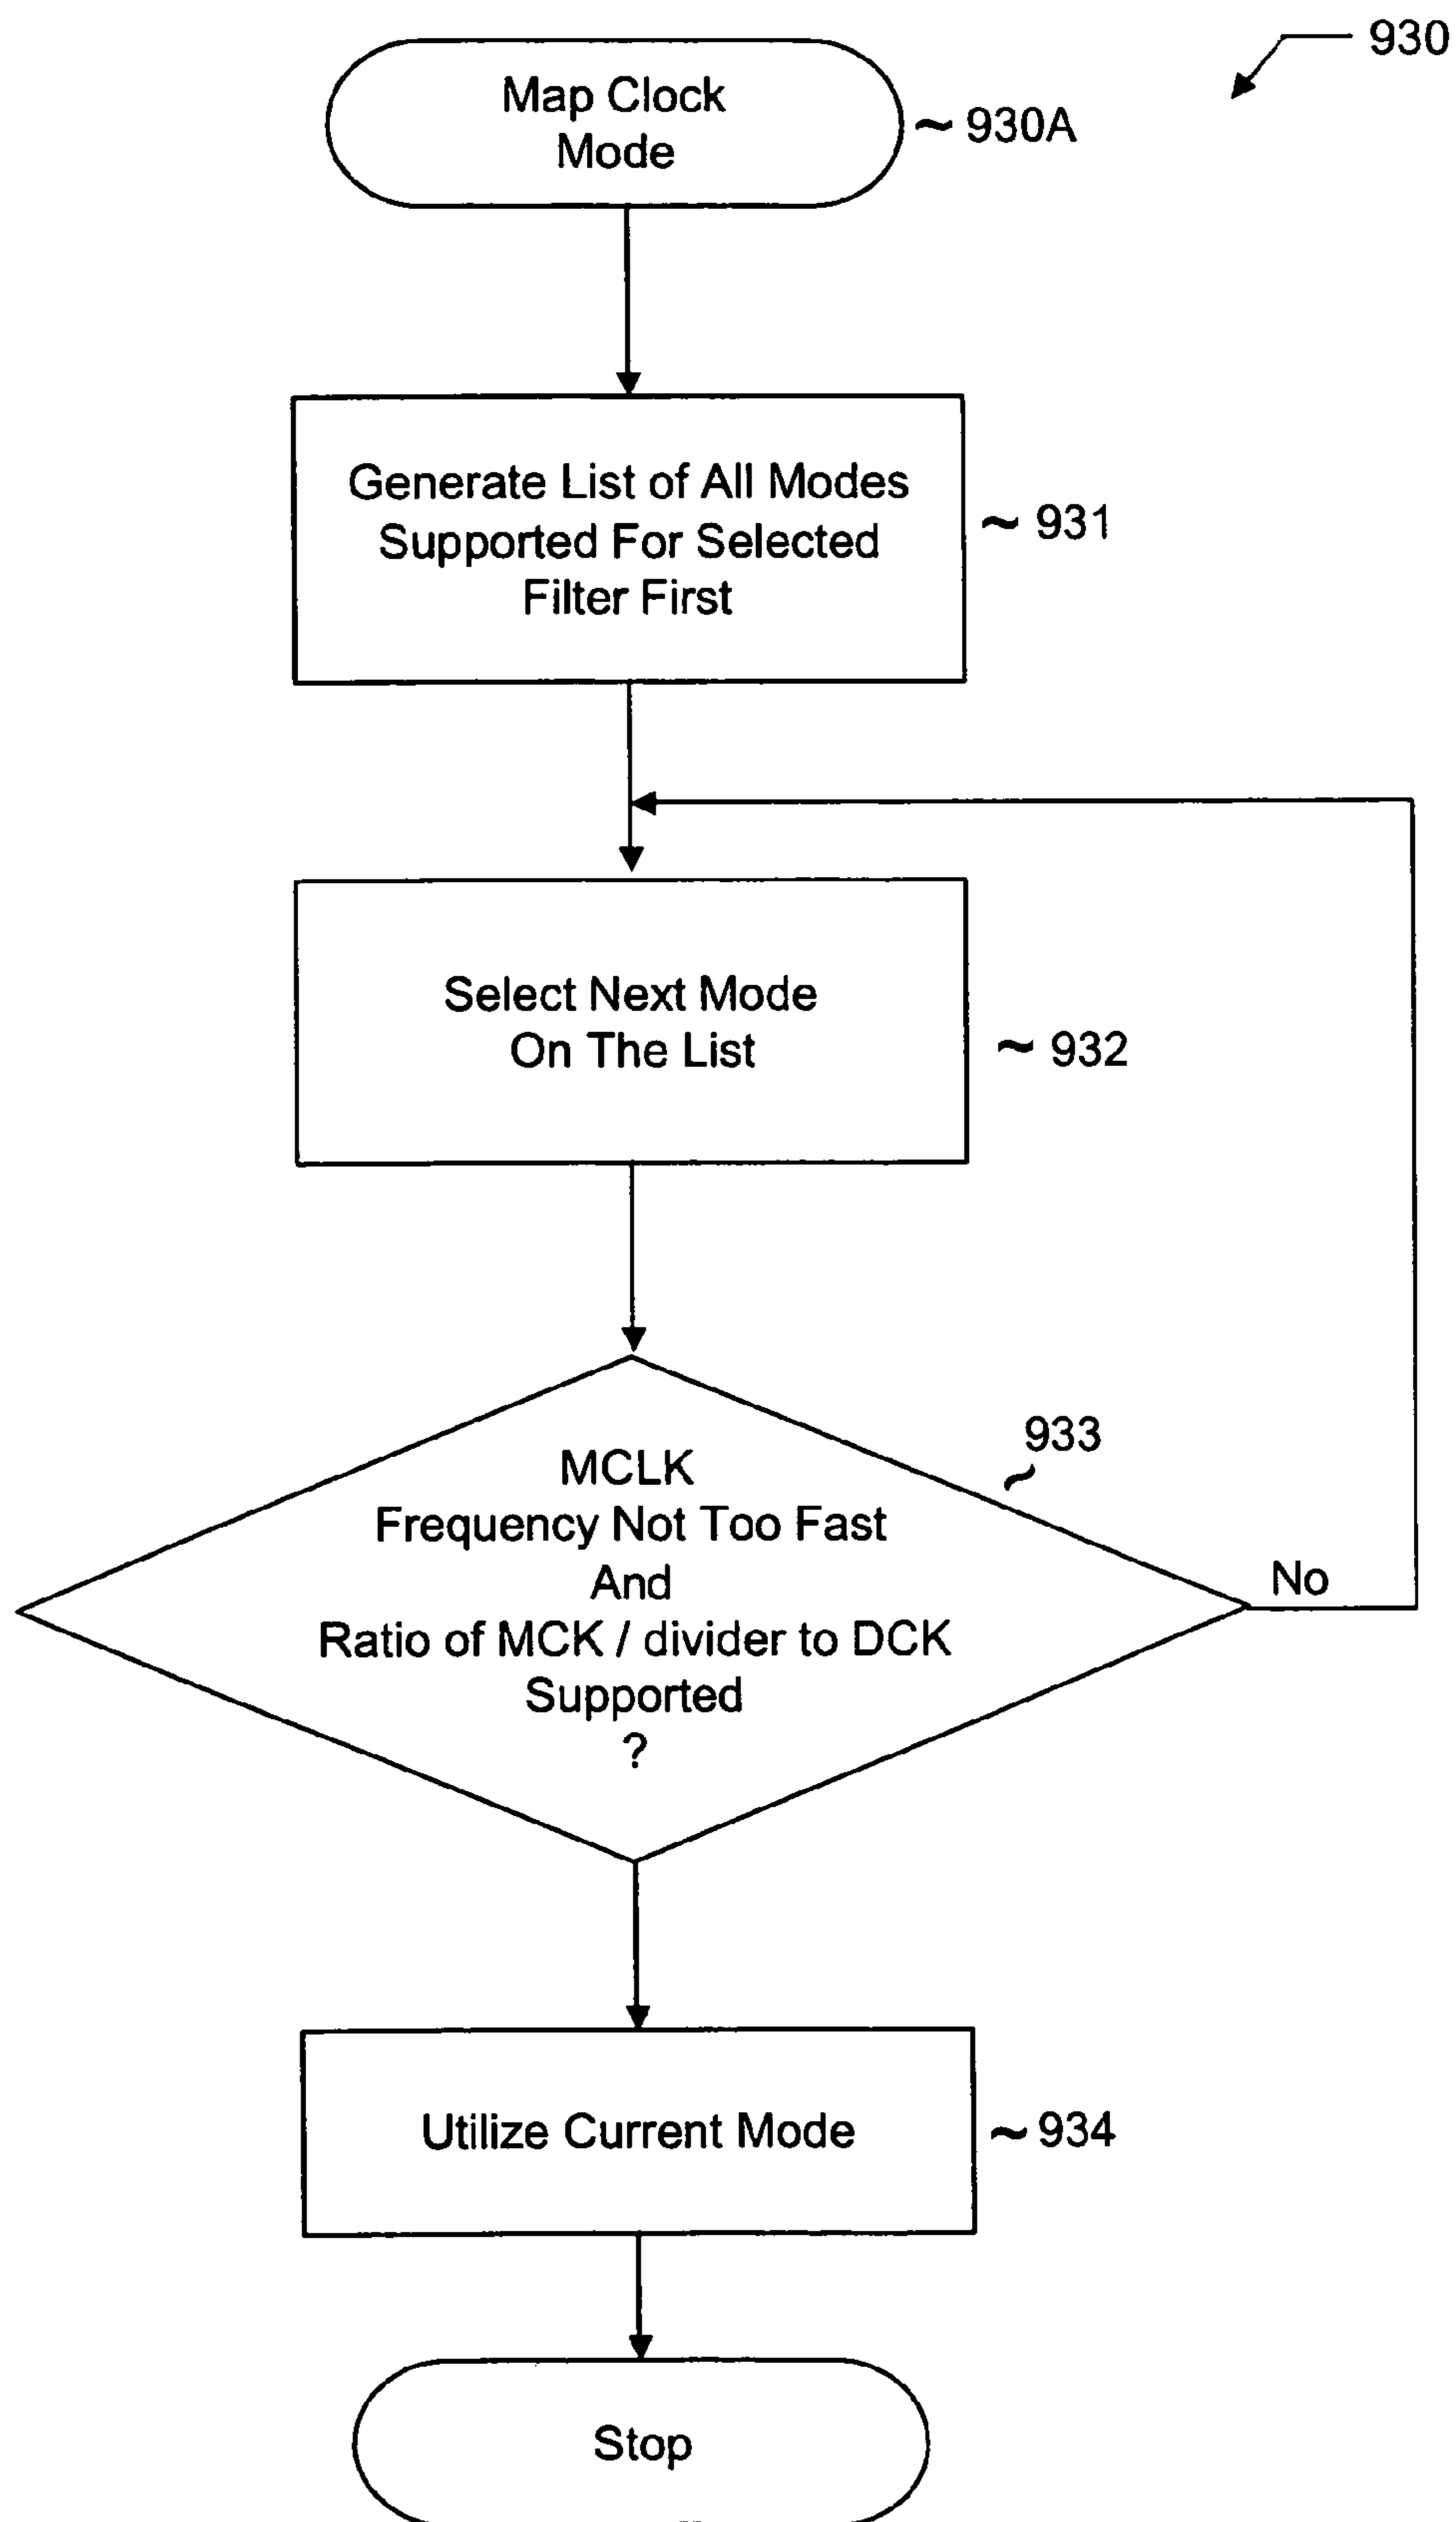 930
Map Clock
Mode
~ 930A
Generate List of All Modes
Supported For Selected
Filter First
~ 931
Select Next Mode
On The List
~ 932
933
~
MCLK
Frequency Not Too Fast
And
Ratio of MCK / divider to DCK
Supported
?
No
Utilize Current Mode
~ 934
Stop